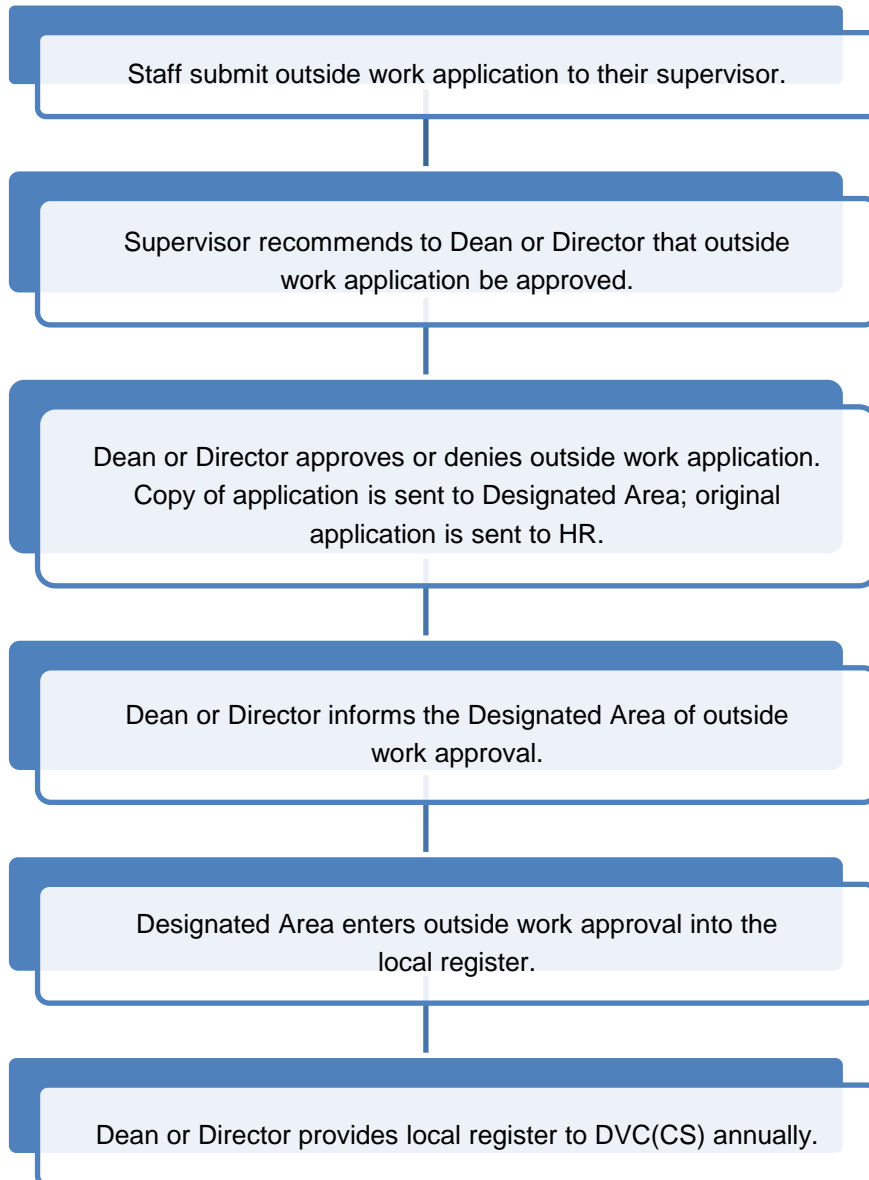 Staff submit outside work application to their supervisor.
Supervisor recommends to Dean or Director that outside
work application be approved.
Dean or Director approves or denies outside work application.
Copy of application is sent to Designated Area; original
application is sent to HR.
Dean or Director informs the Designated Area of outside
work approval.
Designated Area enters outside work approval into the
local register.
Dean or Director provides local register to DVC(CS) annually.